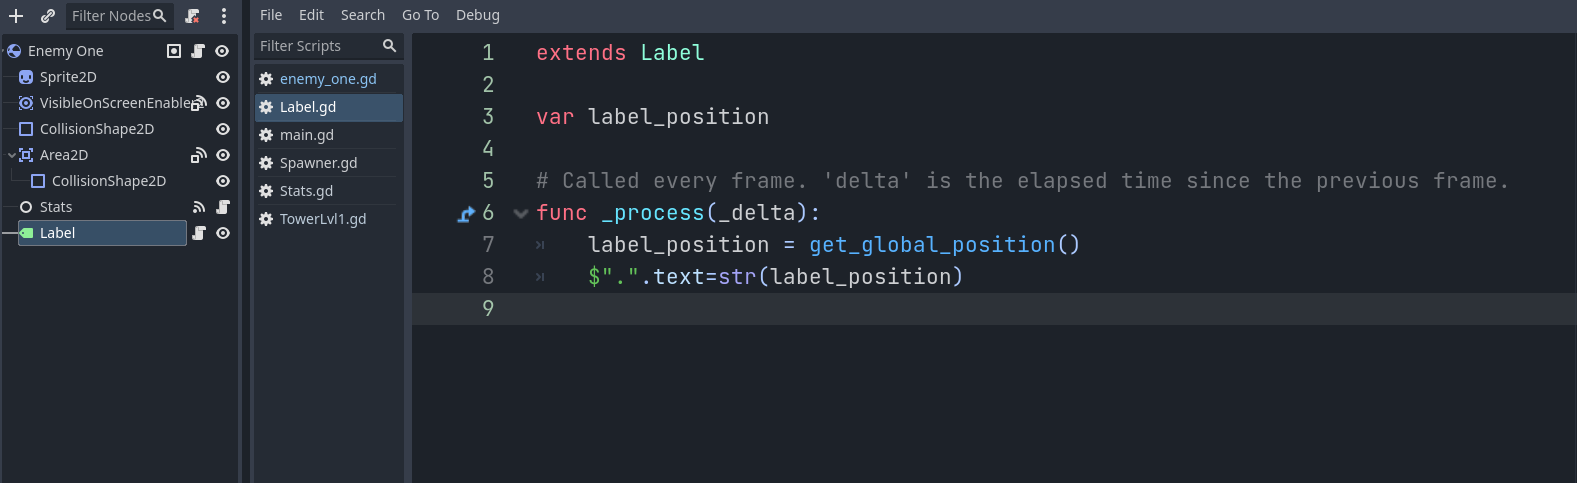 Filter Nodes
Enemy One
Sprite2D
VisibleOnScreenEnable
CollisionShape2D
Area2D
CollisionShape2D
Stats
Label
File Edit Search Go To Debug
Filter Scripts
enemy_one.gd
Label.gd
main.gd
Spawner.gd
Stats.gd
TowerLvl1.gd
1 extends Label
2
3 var label_position
4
5 # Called every frame. 'delta' is the elapsed time since the previous frame.
6 func _process(_delta):
7 label_position = get_global_position()
8 $".".text=str(label_position)
9